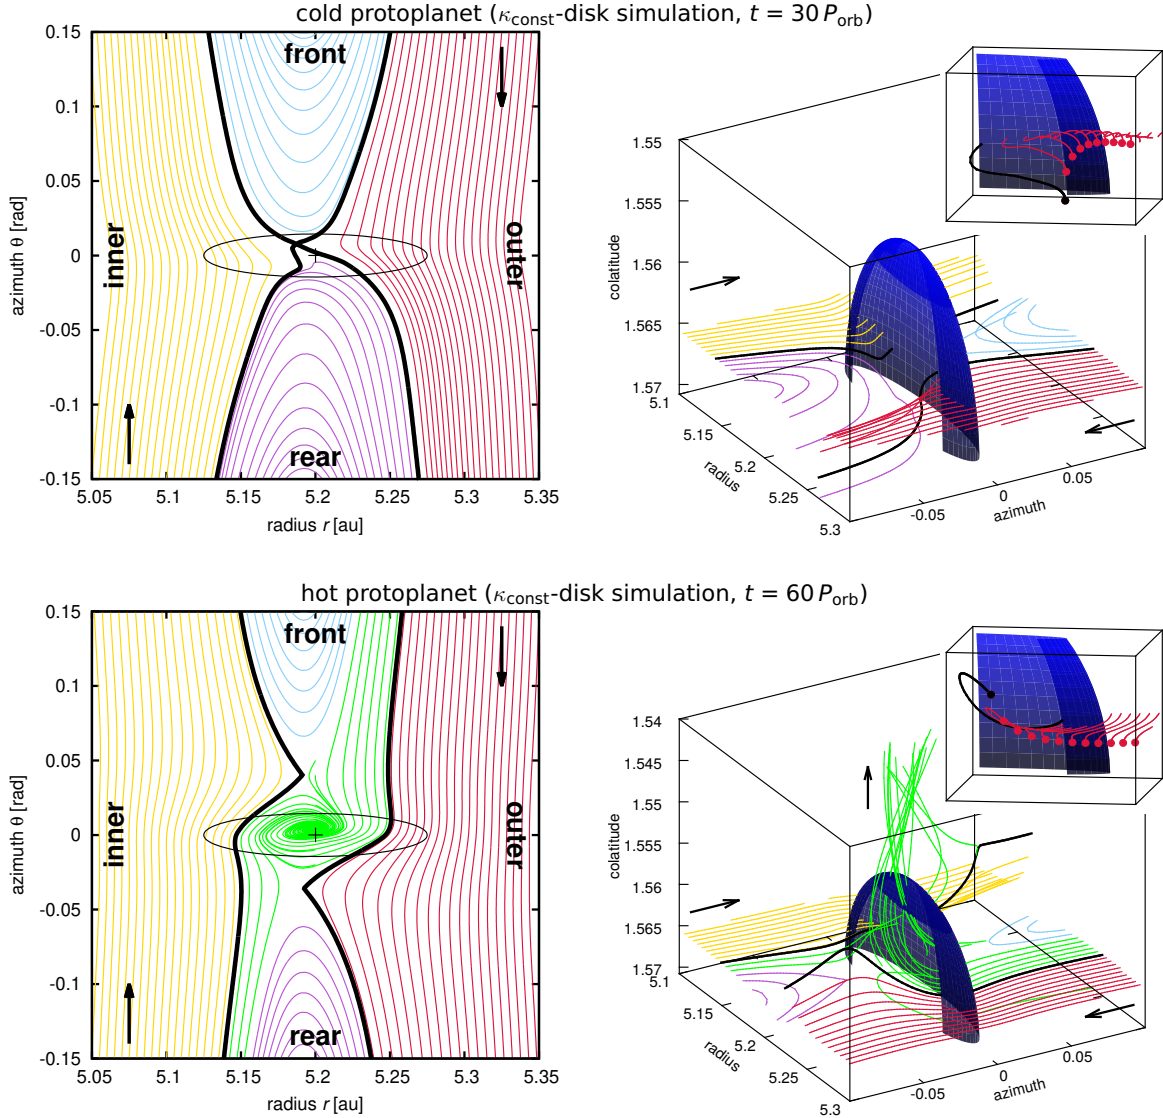 cold protoplanet (κconst-disk simulation, t = 30 Porb)
0.15
0.1
0.05
0
-0.05
-0.1
-0.15
azimuth θ [rad]
front
inner
outer
rear
5.05 5.1 5.15 5.2 5.25 5.3 5.35
radius r [au]
1.55
1.555
1.56
1.565
1.57
colatitude
5.1
5.15
5.2
5.25
5.3
radius
-0.05
0
0.05
azimuth
hot protoplanet (κconst-disk simulation, t = 60 Porb)
0.15
0.1
0.05
0
-0.05
-0.1
-0.15
azimuth θ [rad]
front
inner
outer
rear
5.05 5.1 5.15 5.2 5.25 5.3 5.35
radius r [au]
1.54
1.545
1.55
1.555
1.56
1.565
1.57
colatitude
5.1
5.15
5.2
5.25
5.3
radius
-0.05
0
0.05
azimuth